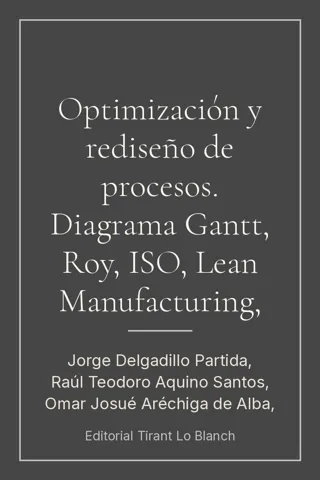 Optimización y
rediseño de
procesos.
Diagrama Gantt,
Roy, ISO, Lean
Manufacturing,
Jorge Delgadillo Partida,
Raúl Teodoro Aquino Santos,
Omar Josué Aréchiga de Alba,
Editorial Tirant Lo Blanch